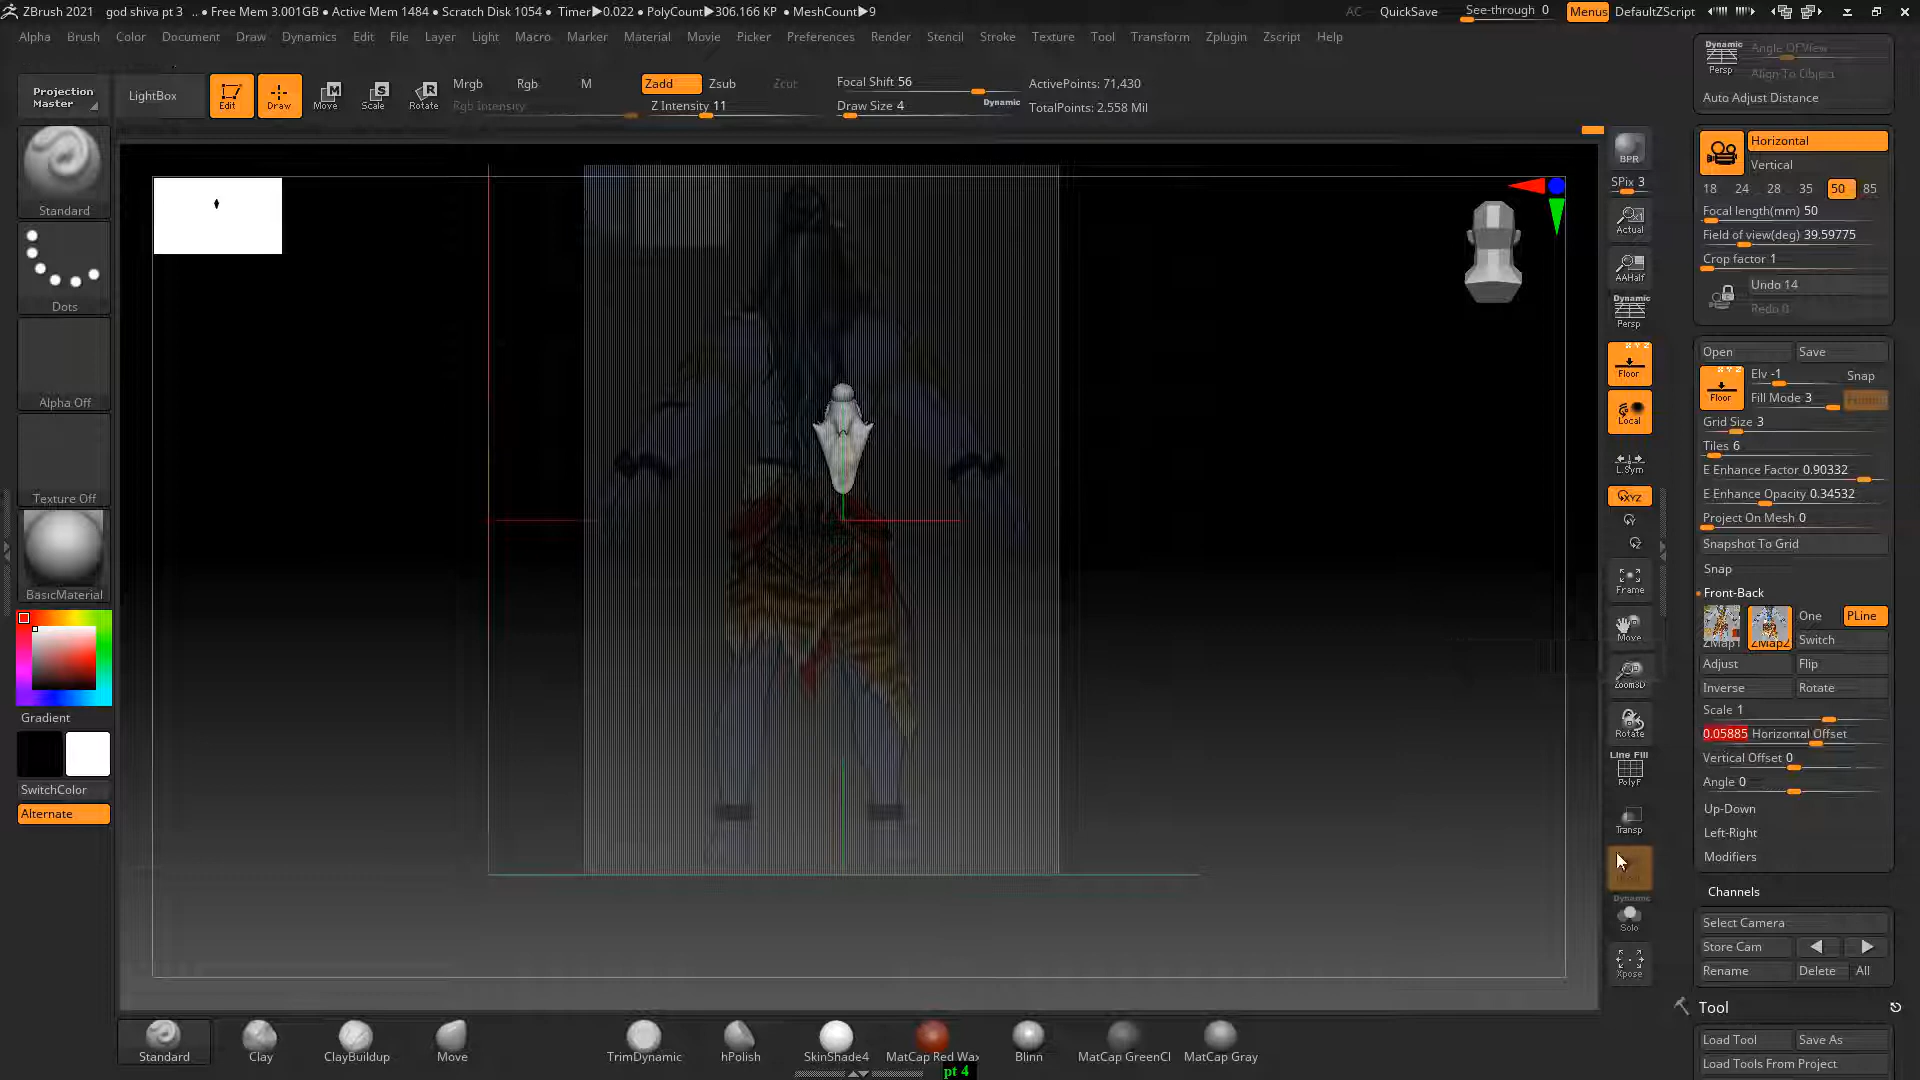 ZBrush 2021 god shiva pt 3 .. • Free Mem 3.001GB • Active Mem 1484 • Scratch Disk 1054 • Timer▶0.022 • PolyCount▶306.166 KP • MeshCount▶9
AC QuickSave See-through 0 Menus DefaultZScript
Alpha Brush Color Document Draw Dynamics Edit File Layer Light Macro Marker Material Movie Picker Preferences Render Stencil Stroke Texture Tool Transform Zplugin Zscript Help
Projection Master
LightBox
Edit
Draw
Move
Scale
Rotate
Mrgb Rgb M
Rgb Intensity
Zadd Zsub Zcut
Z Intensity 11
Focal Shift 56
Draw Size 4
Dynamic
ActivePoints: 71,430
TotalPoints: 2.558 Mil
Standard
Dots
Alpha Off
Texture Off
BasicMaterial
Gradient
SwitchColor
Alternate
BPR
SPix 3
Actual
AAHalf
Dynamic
Persp
X Y Z
Floor
Local
L.Sym
XYZ
Y
Z
Frame
Move
Zoom3D
Rotate
Line Fill
PolyF
Transp
Dynamic
Solo
Xpose
Dynamic
Persp
Angle Of View
Align To Object
Auto Adjust Distance
Horizontal
Vertical
18 24 28 35 50 85
Focal length(mm) 50
Field of view(deg) 39.59775
Crop factor 1
Undo 14
Redo 0
Open Save
X Y Z
Floor
Elv -1 Snap
Fill Mode 3
Grid Size 3
Tiles 6
E Enhance Factor 0.90332
E Enhance Opacity 0.34532
Project On Mesh 0
Snapshot To Grid
Snap
Front-Back
ZMap1 ZMap2
One PLine
Switch
Adjust Flip
Inverse Rotate
Scale 1
0.05885 Horizontal Offset
Vertical Offset 0
Angle 0
Up-Down
Left-Right
Modifiers
Channels
Select Camera
Store Cam
Rename Delete All
Tool
Load Tool Save As
Load Tools From Project
Standard Clay ClayBuildup Move TrimDynamic hPolish SkinShade4 MatCap Red Wax Blinn MatCap GreenCl MatCap Gray
pt 4